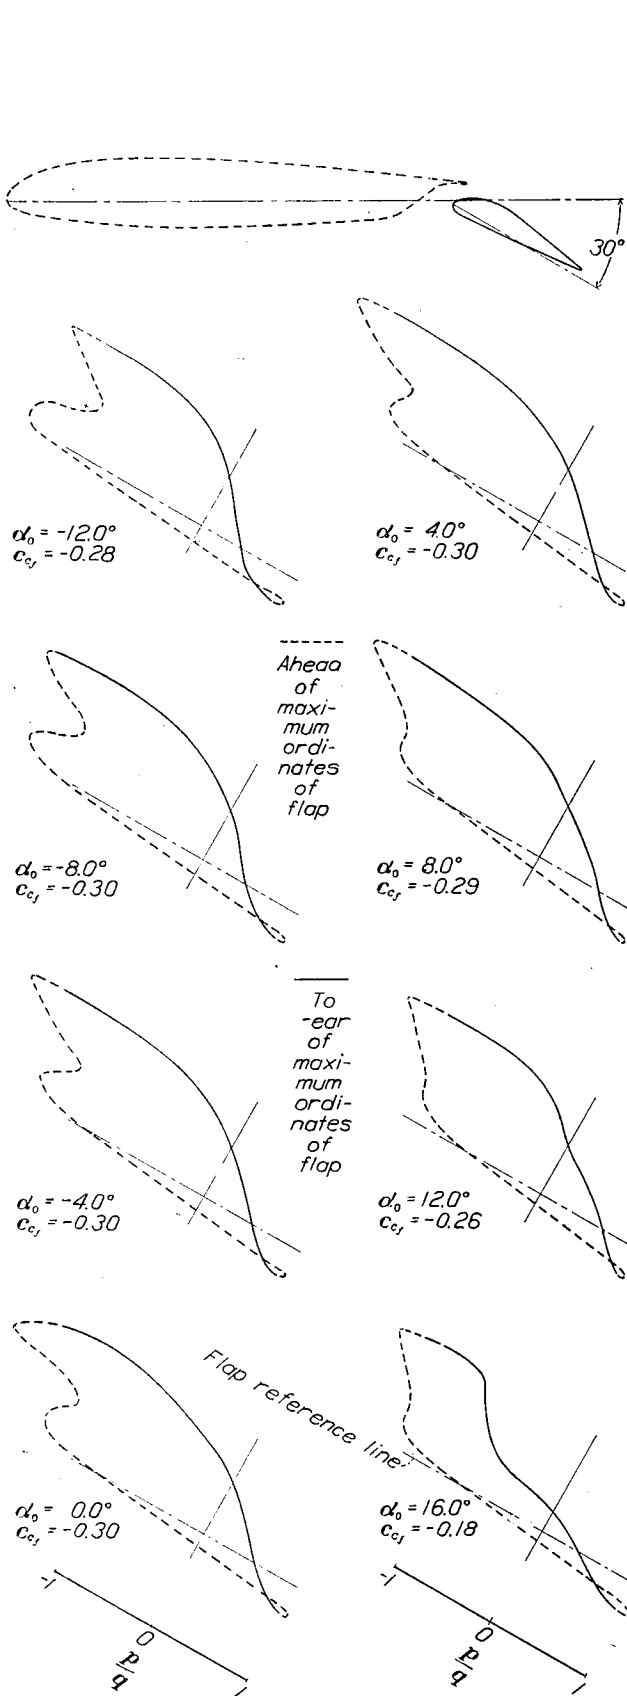 30°
α₀ = -12.0°
c_cf = -0.28
α₀ = 4.0°
c_cf = -0.30
Ahead
of
maxi-
mum
ordi-
nates
of
flap
α₀ = -8.0°
c_cf = -0.30
α₀ = 8.0°
c_cf = -0.29
To
-ear
of
maxi-
mum
ordi-
nates
of
flap
α₀ = -4.0°
c_cf = -0.30
α₀ = 12.0°
c_cf = -0.26
Flap reference line
α₀ = 0.0°
c_cf = -0.30
α₀ = 16.0°
c_cf = -0.18
-1
0
1
p/q
-1
0
1
p/q